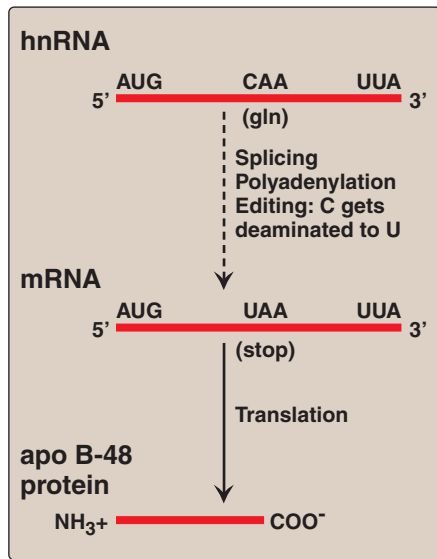 hnRNA
AUG CAA UUA
5’ 3’
(gln)
Splicing
Polyadenylation
Editing: C gets
deaminated to U
mRNA
AUG UAA UUA
5’ 3’
(stop)
Translation
apo B-48
protein
NH3+ COO-